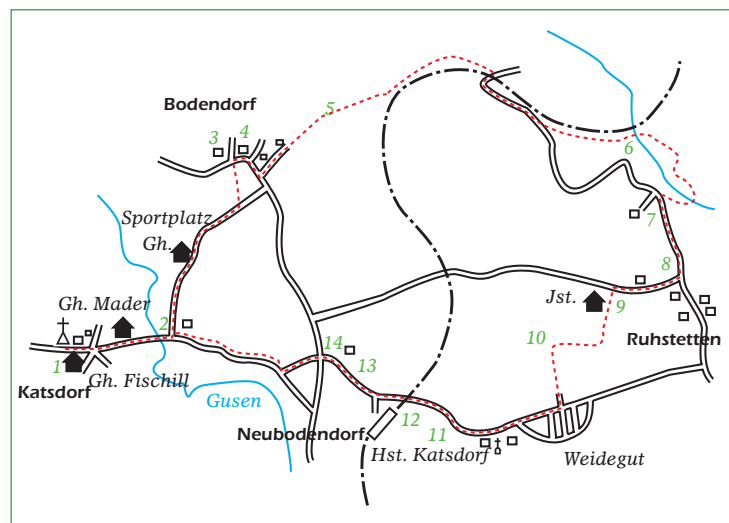 Bodendorf
3
4
5
6
Sportplatz
Gh.
7
8
Gh. Mader
2
Jst.
9
1
Gh. Fischill
14
13
10
Ruhstetten
Katsdorf
Gusen
Neubodendorf
12
11
Hst. Katsdorf
Weidegut